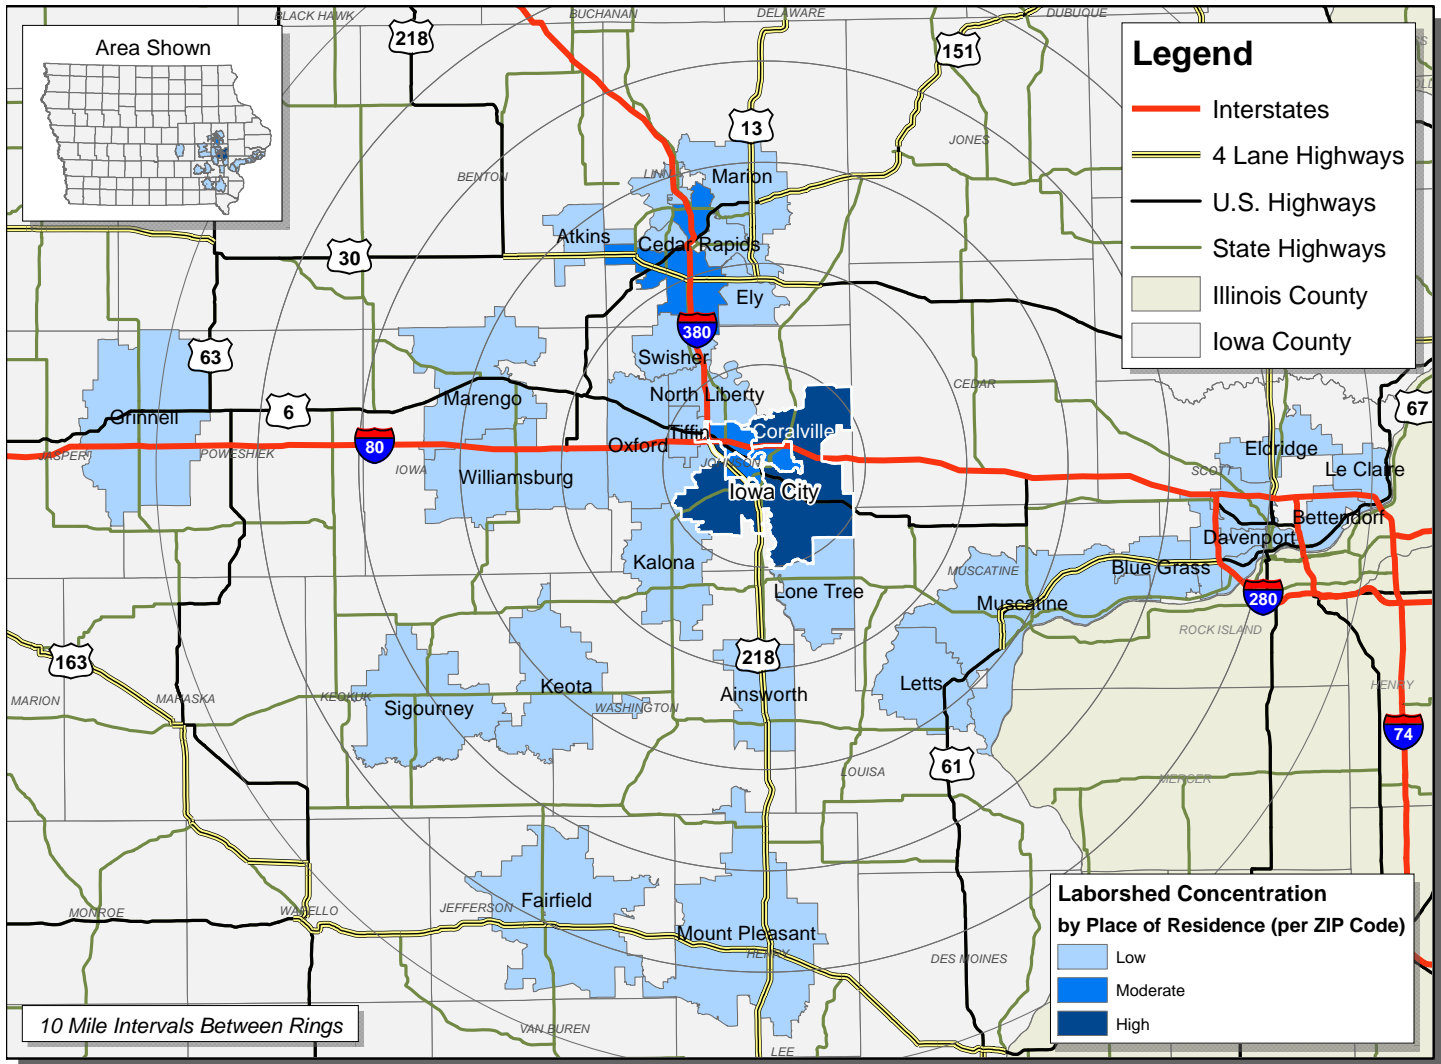 BLACK HAWK
BUCHANAN
DELAWARE
DUBUQUE
Area Shown
218
151
13
Legend
Interstates
4 Lane Highways
U.S. Highways
State Highways
Illinois County
Iowa County
JONES
BENTON
LINN
Marion
Atkins
Cedar Rapids
30
Ely
380
63
Swisher
CEDAR
67
6
Marengo
North Liberty
Grinnell
80
Tiffin
Coralville
Oxford
JASPER
POWESHIEK
IOWA
JOHNSON
SCOTT
Eldridge
Le Claire
Williamsburg
Iowa City
Bettendorf
Davenport
Kalona
MUSCATINE
Blue Grass
Lone Tree
Muscatine
280
ROCK ISLAND
163
218
MARION
MAHASKA
KEOKUK
Sigourney
Keota
WASHINGTON
Ainsworth
Letts
HENRY
74
61
LOUISA
MERCER
MONROE
WAPELLO
JEFFERSON
Fairfield
Mount Pleasant
HENRY
DES MOINES
VAN BUREN
LEE
10 Mile Intervals Between Rings
Laborshed Concentration
by Place of Residence (per ZIP Code)
Low
Moderate
High